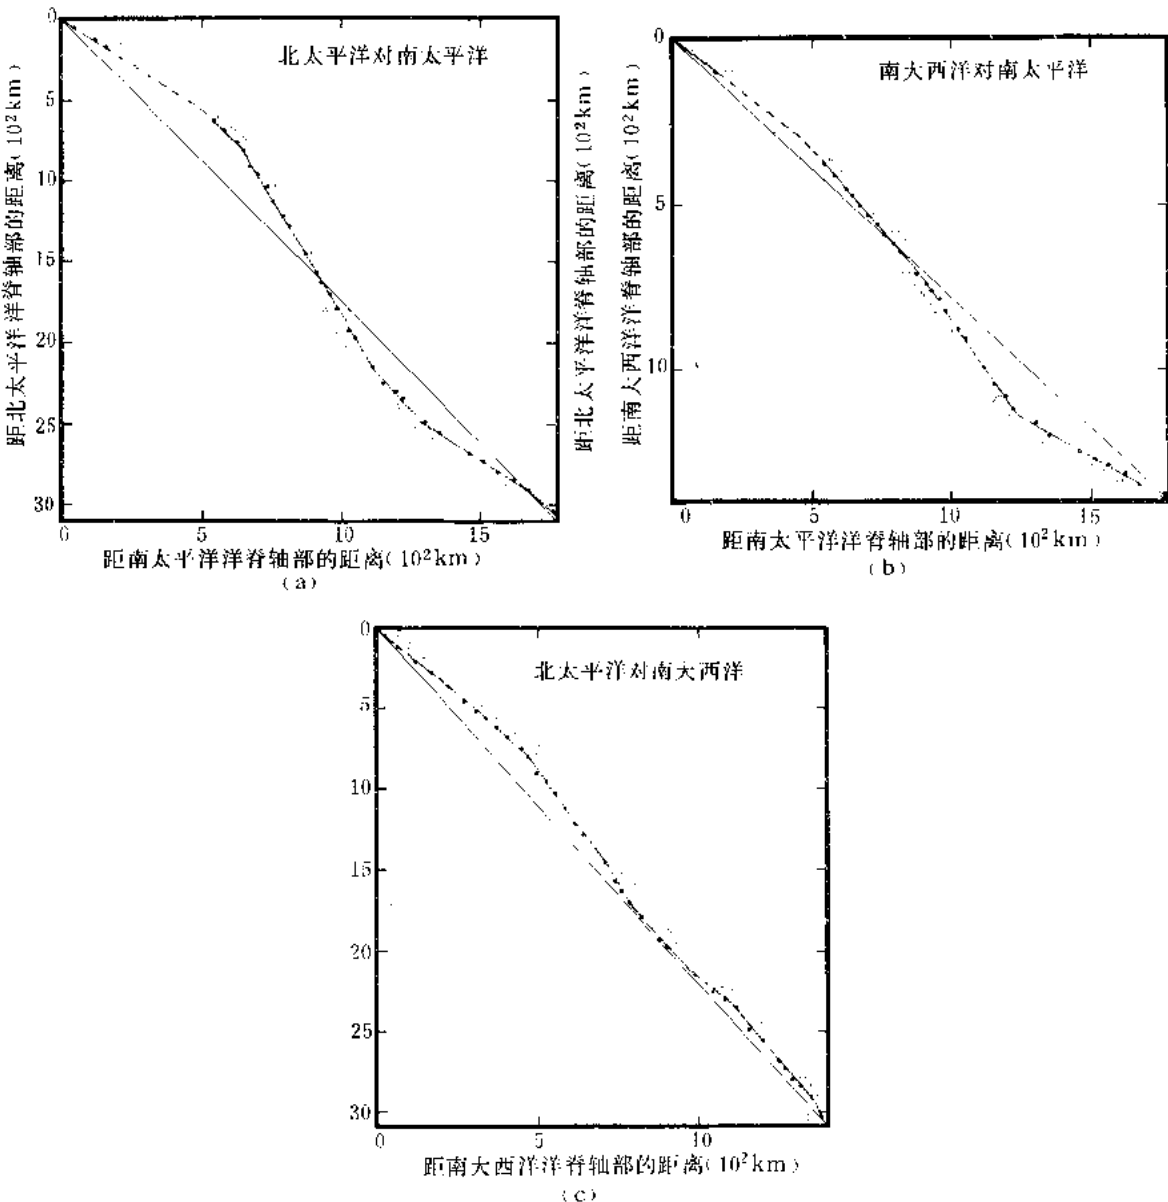 北太平洋对南太平洋
距北太平洋洋脊轴部的距离(10²km)
0
5
10
15
20
25
30
0 5 10 15
距南太平洋洋脊轴部的距离(10²km)
(a)
南大西洋对南太平洋
距北太平洋洋脊轴部的距离(10²km)
距南大西洋洋脊轴部的距离(10²km)
0
5
10
0 5 10 15
距南太平洋洋脊轴部的距离(10²km)
(b)
北太平洋对南大西洋
0
5
10
15
20
25
30
0 5 10
距南大西洋洋脊轴部的距离(10²km)
(c)